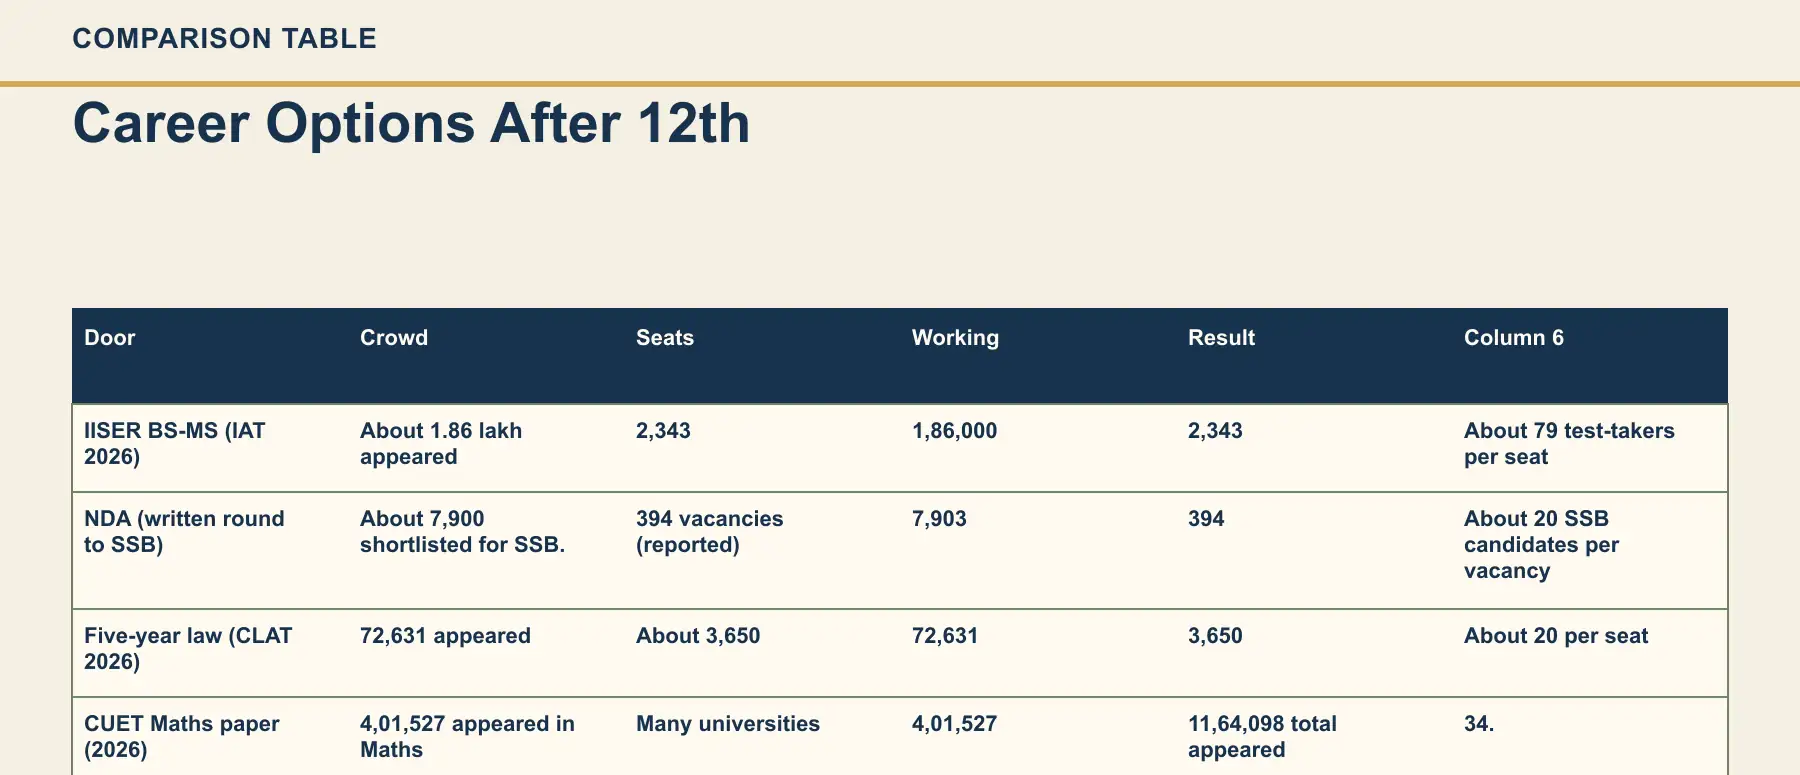 COMPARISON TABLE
Career Options After 12th
Door Crowd Seats Working Result Column 6
IISER BS-MS (IAT About 1.86 lakh 2,343 1,86,000 2,343 About 79 test-takers
2026) appeared per seat
NDA (written round About 7,900 394 vacancies 7,903 394 About 20 SSB
to SSB) shortlisted for SSB. (reported) candidates per
vacancy
Five-year law (CLAT 72,631 appeared About 3,650 72,631 3,650 About 20 per seat
2026)
CUET Maths paper 4,01,527 appeared in Many universities 4,01,527 11,64,098 total 34.
(2026) Maths appeared